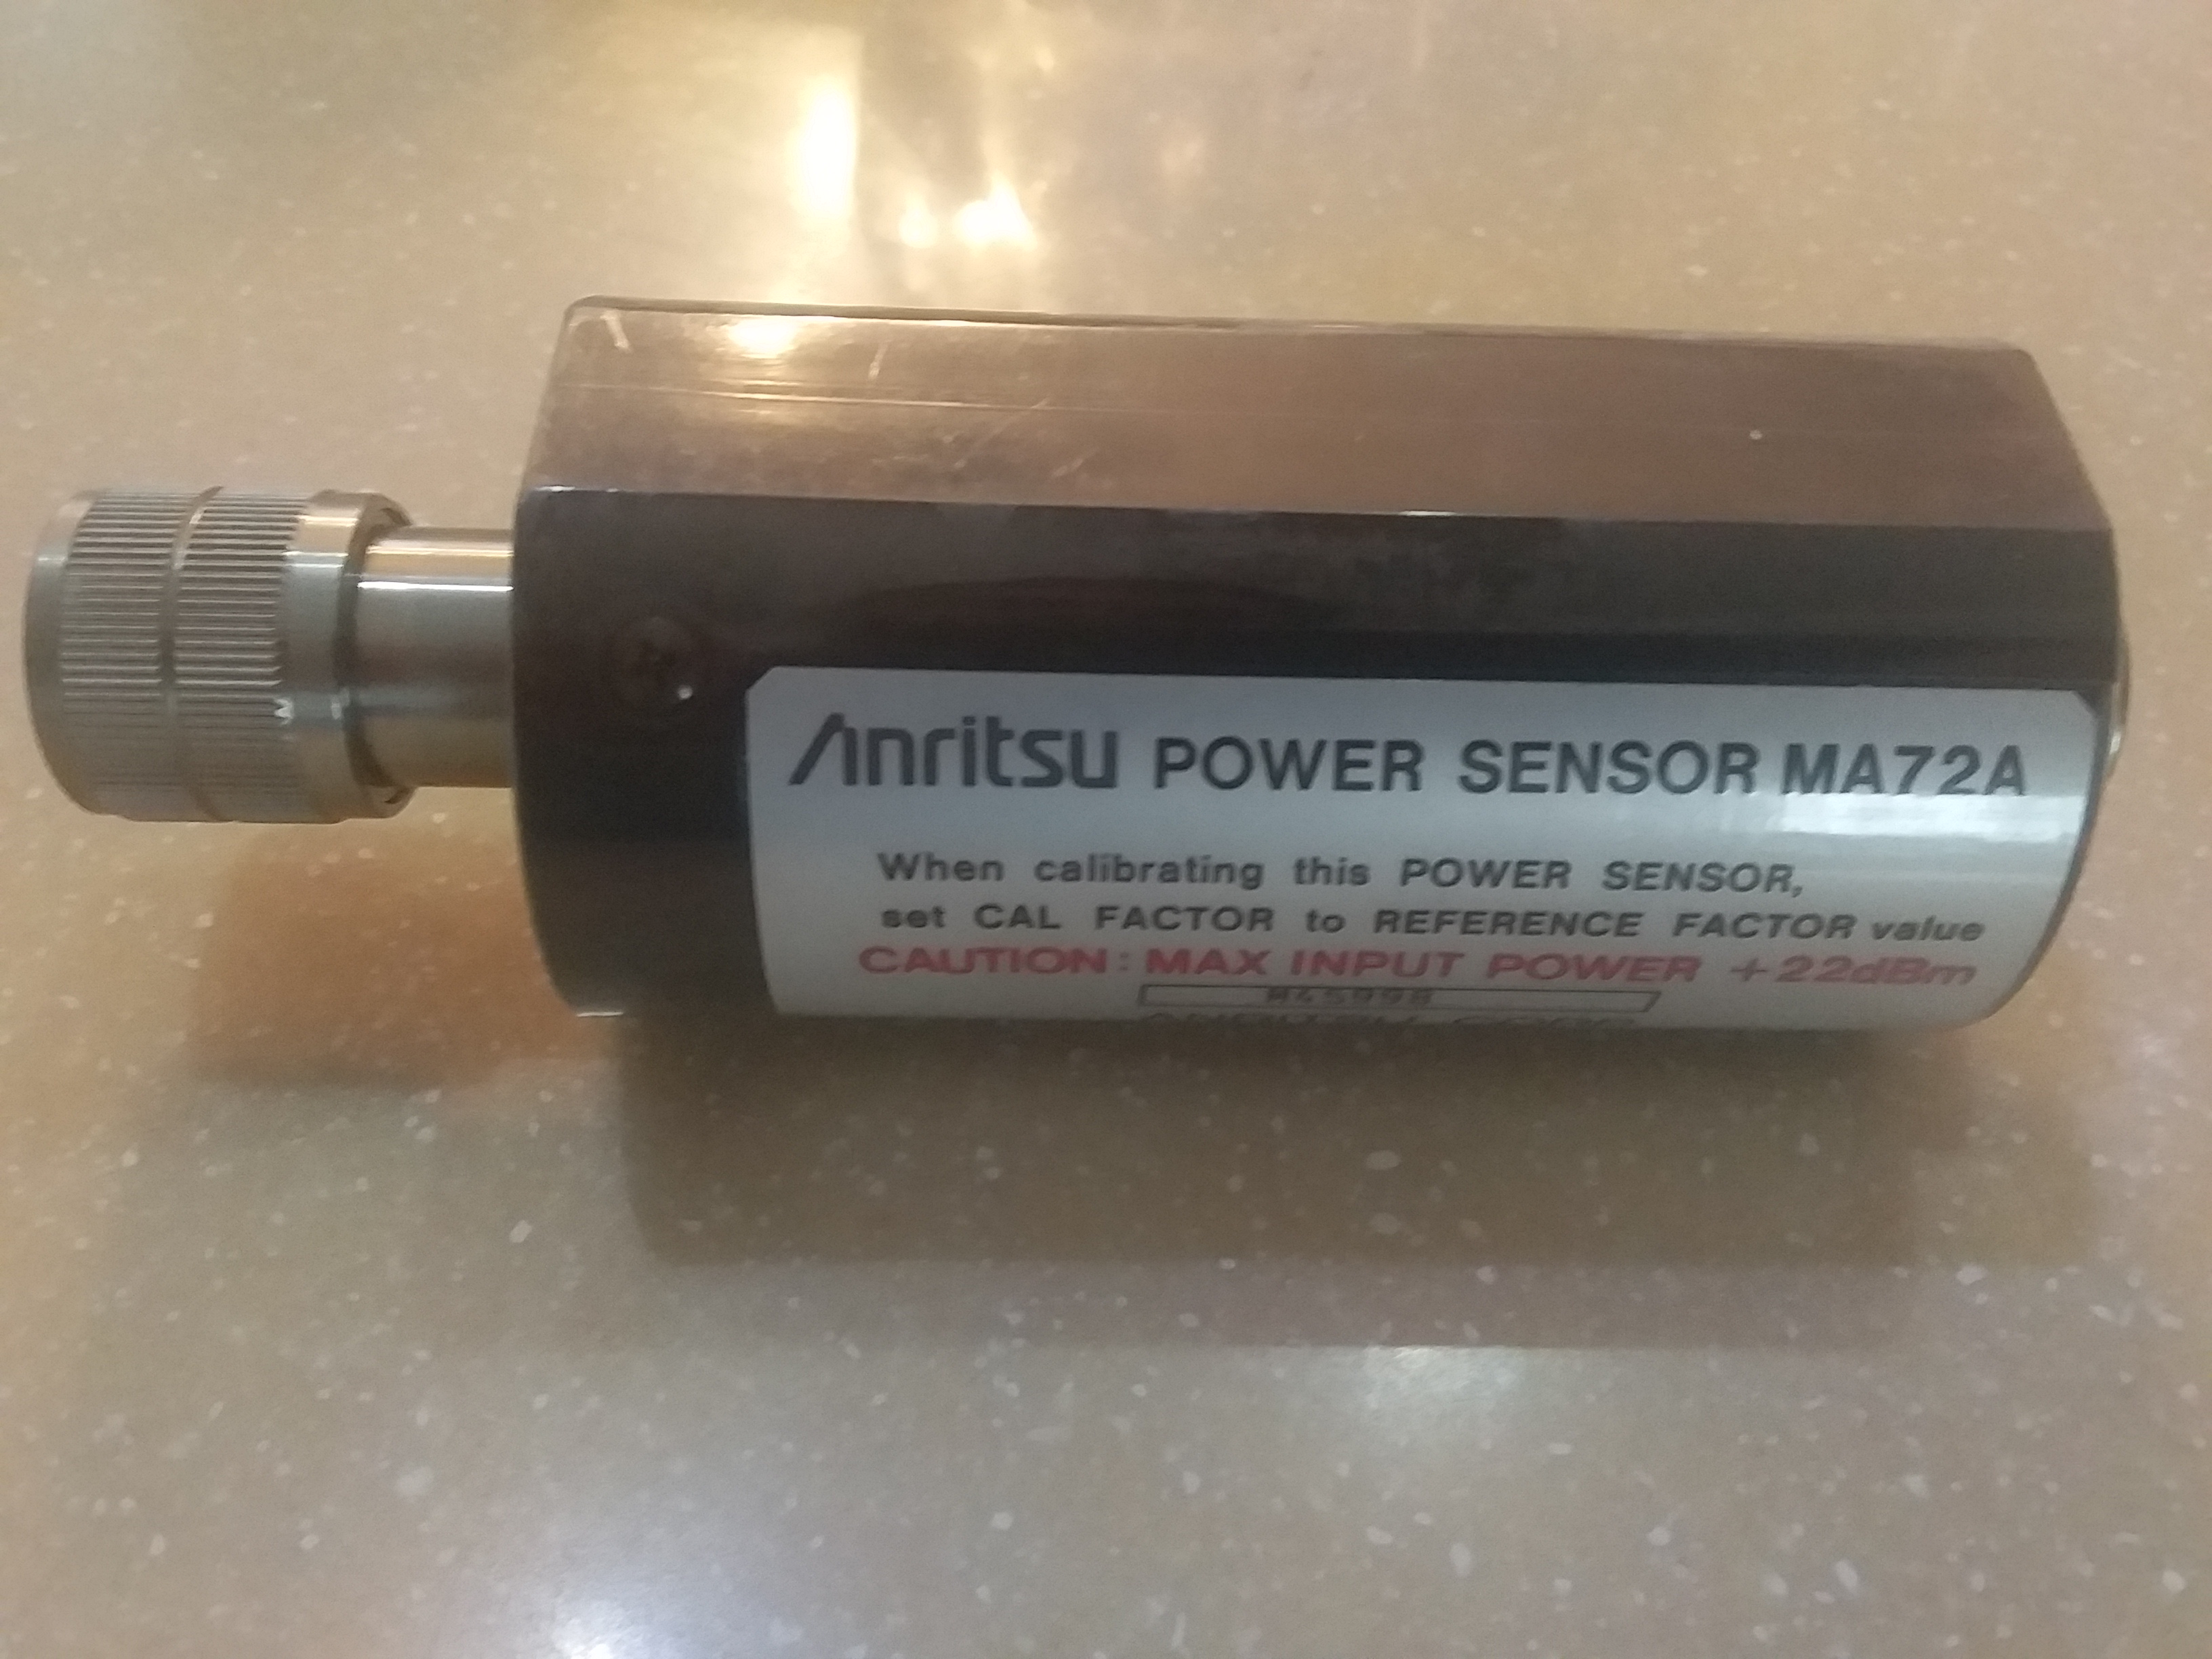 Anritsu POWER SENSOR MA72A
When calibrating this POWER SENSOR,
set CAL FACTOR to REFERENCE FACTOR value
CAUTION: MAX INPUT POWER +22dBm
M45998